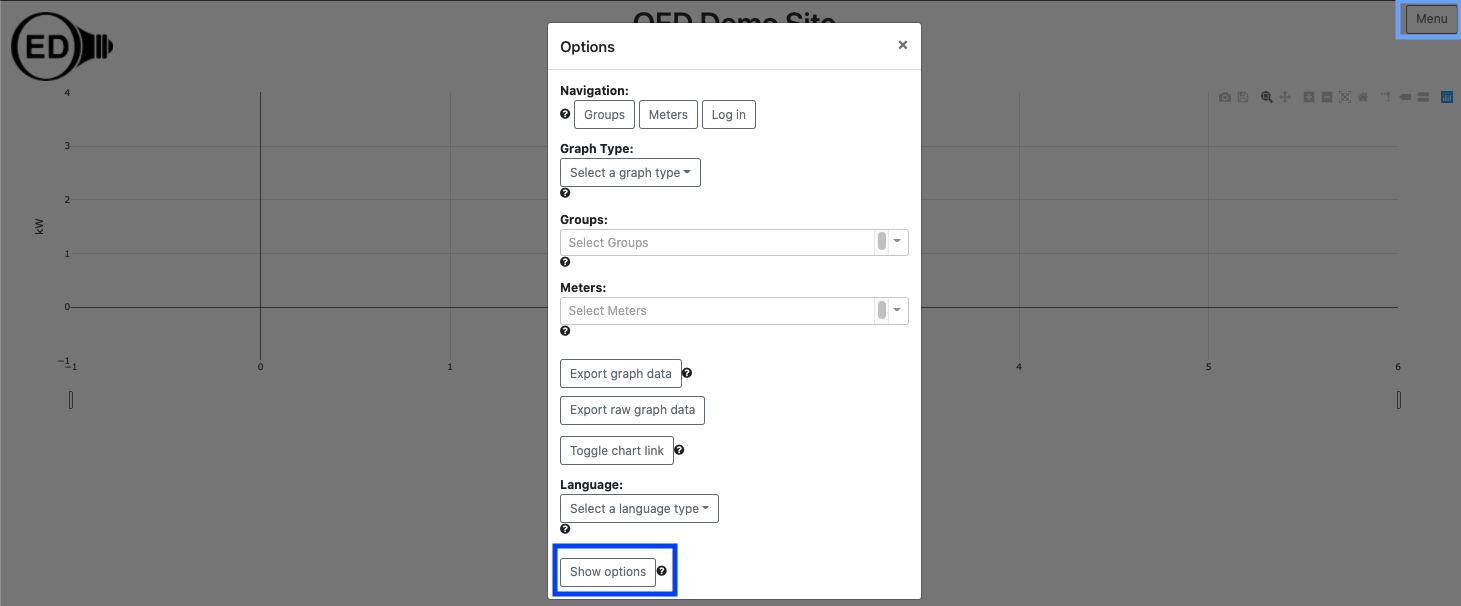 OED Demo Site
Menu
ED
Options
×
Navigation:
Groups
Meters
Log in
Graph Type:
Select a graph type
Groups:
Select Groups
Meters:
Select Meters
Export graph data
Export raw graph data
Toggle chart link
Language:
Select a language type
Show options
kW
4
3
2
1
0
−1
−1
0
1
4
5
6